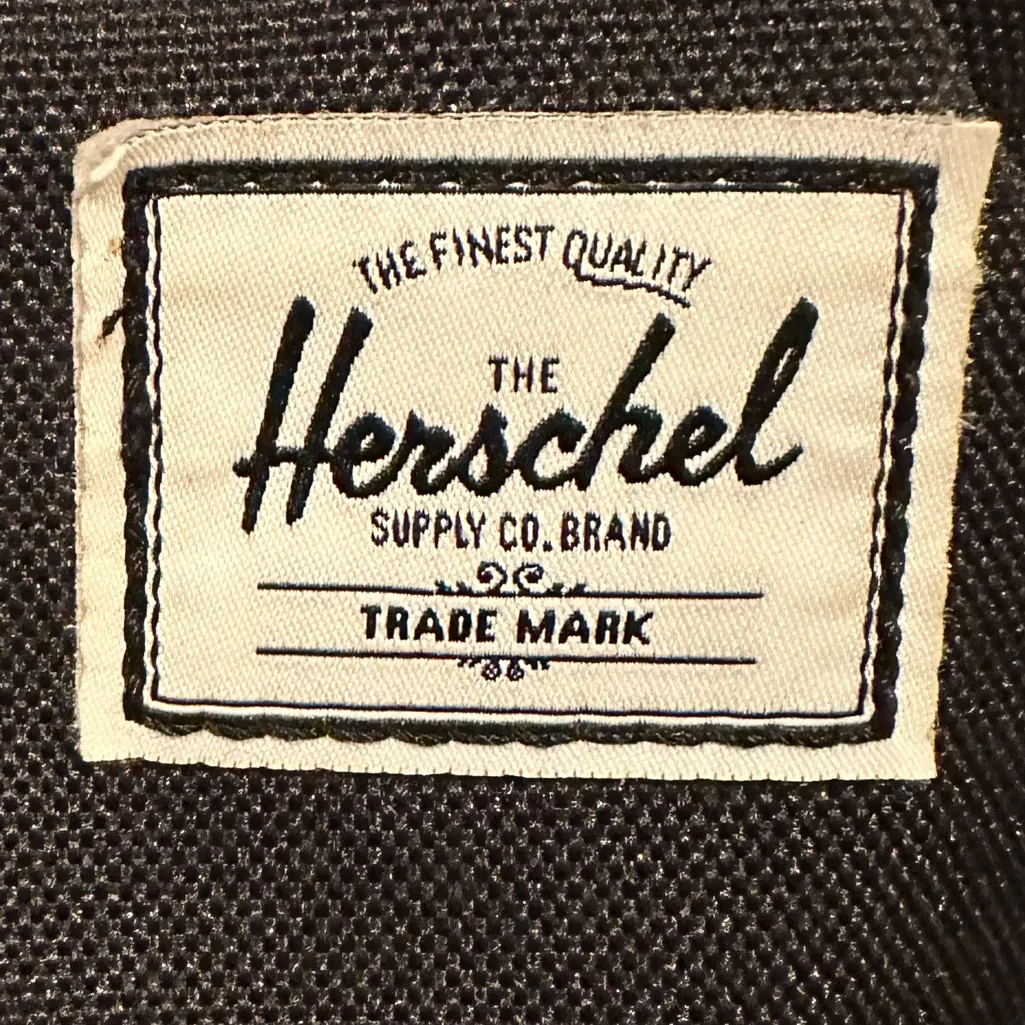 THE FINEST QUALITY
THE
Herschel
SUPPLY CO. BRAND
TRADE MARK